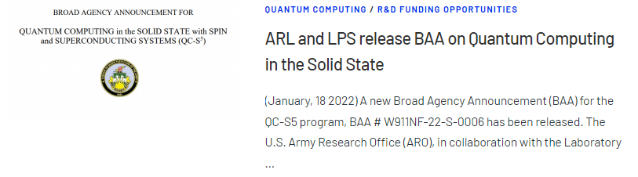 BROAD AGENCY ANNOUNCEMENT FOR
QUANTUM COMPUTING in the SOLID STATE with SPIN
and SUPERCONDUCTING SYSTEMS (QC-S⁵)
QUANTUM COMPUTING / R&D FUNDING OPPORTUNITIES
ARL and LPS release BAA on Quantum Computing
in the Solid State
(January, 18 2022) A new Broad Agency Announcement (BAA) for the
QC-S5 program, BAA # W911NF-22-S-0006 has been released. The
U.S. Army Research Office (ARO), in collaboration with the Laboratory
...